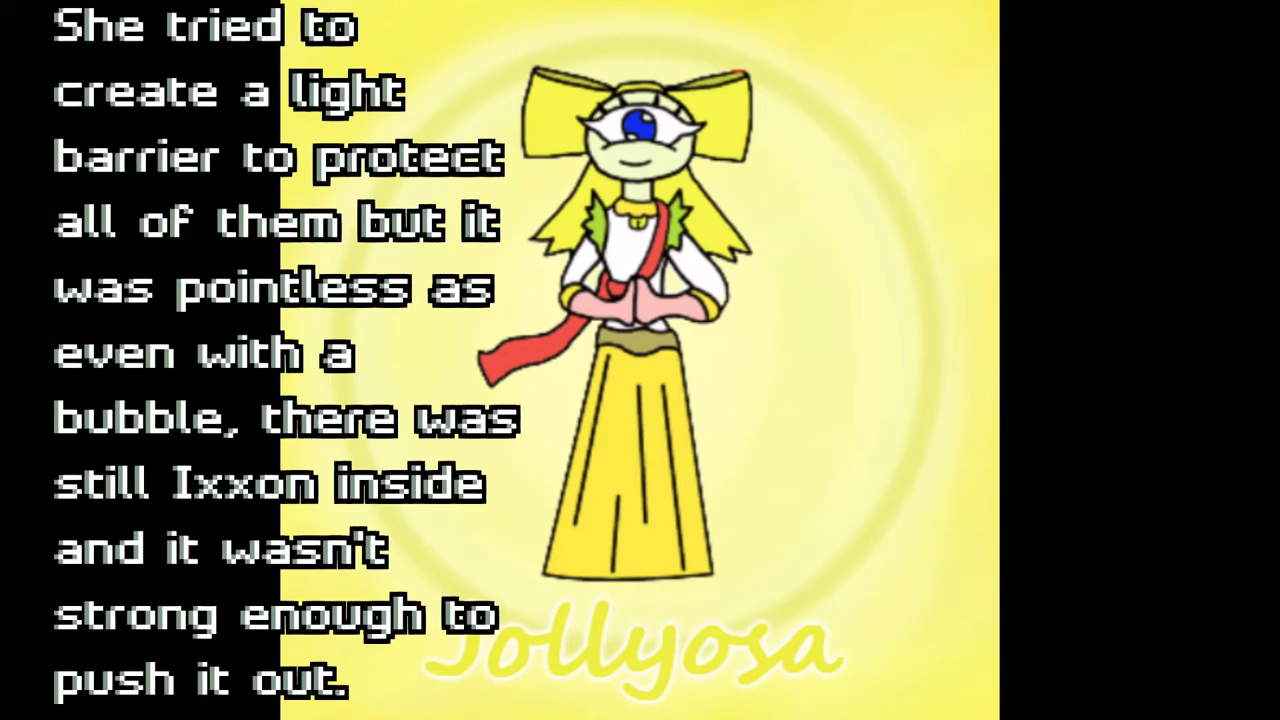 She tried to
create a light
barrier to protect
all of them but it
was pointless as
even with a
bubble, there was
still Ixxon inside
and it wasn't
strong enough to
push it out.
Jollyosa